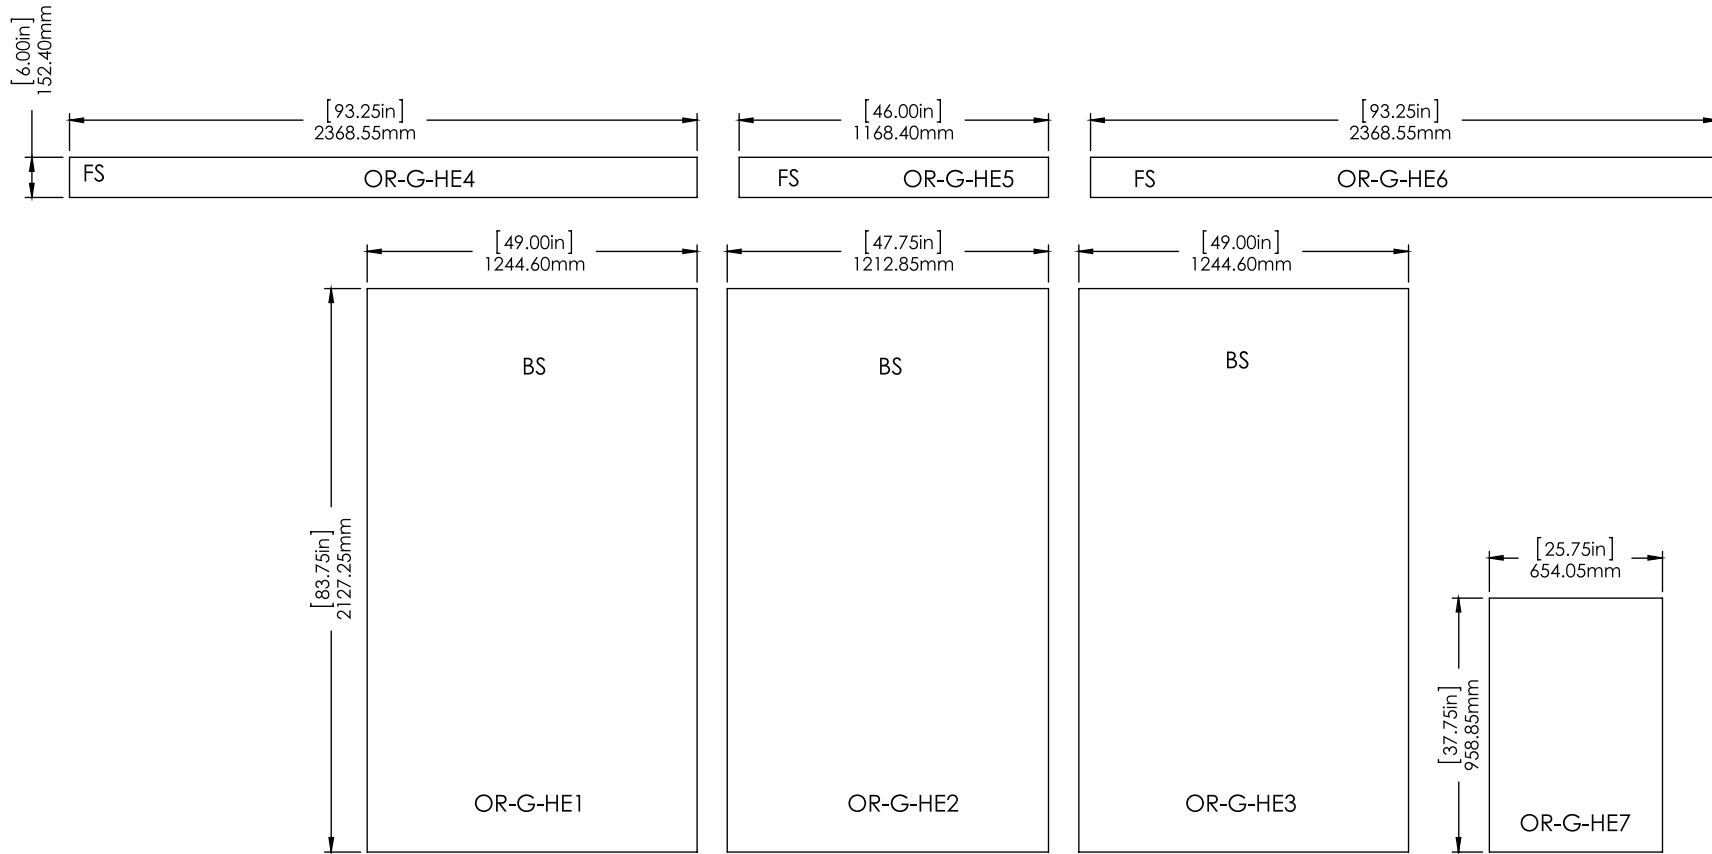 [6.00in]
152.40mm
[93.25in]
2368.55mm
[46.00in]
1168.40mm
[93.25in]
2368.55mm
FS OR-G-HE4
FS OR-G-HE5
FS OR-G-HE6
[49.00in]
1244.60mm
[47.75in]
1212.85mm
[49.00in]
1244.60mm
BS
BS
BS
[83.75in]
2127.25mm
[25.75in]
654.05mm
[37.75in]
958.85mm
OR-G-HE1
OR-G-HE2
OR-G-HE3
OR-G-HE7